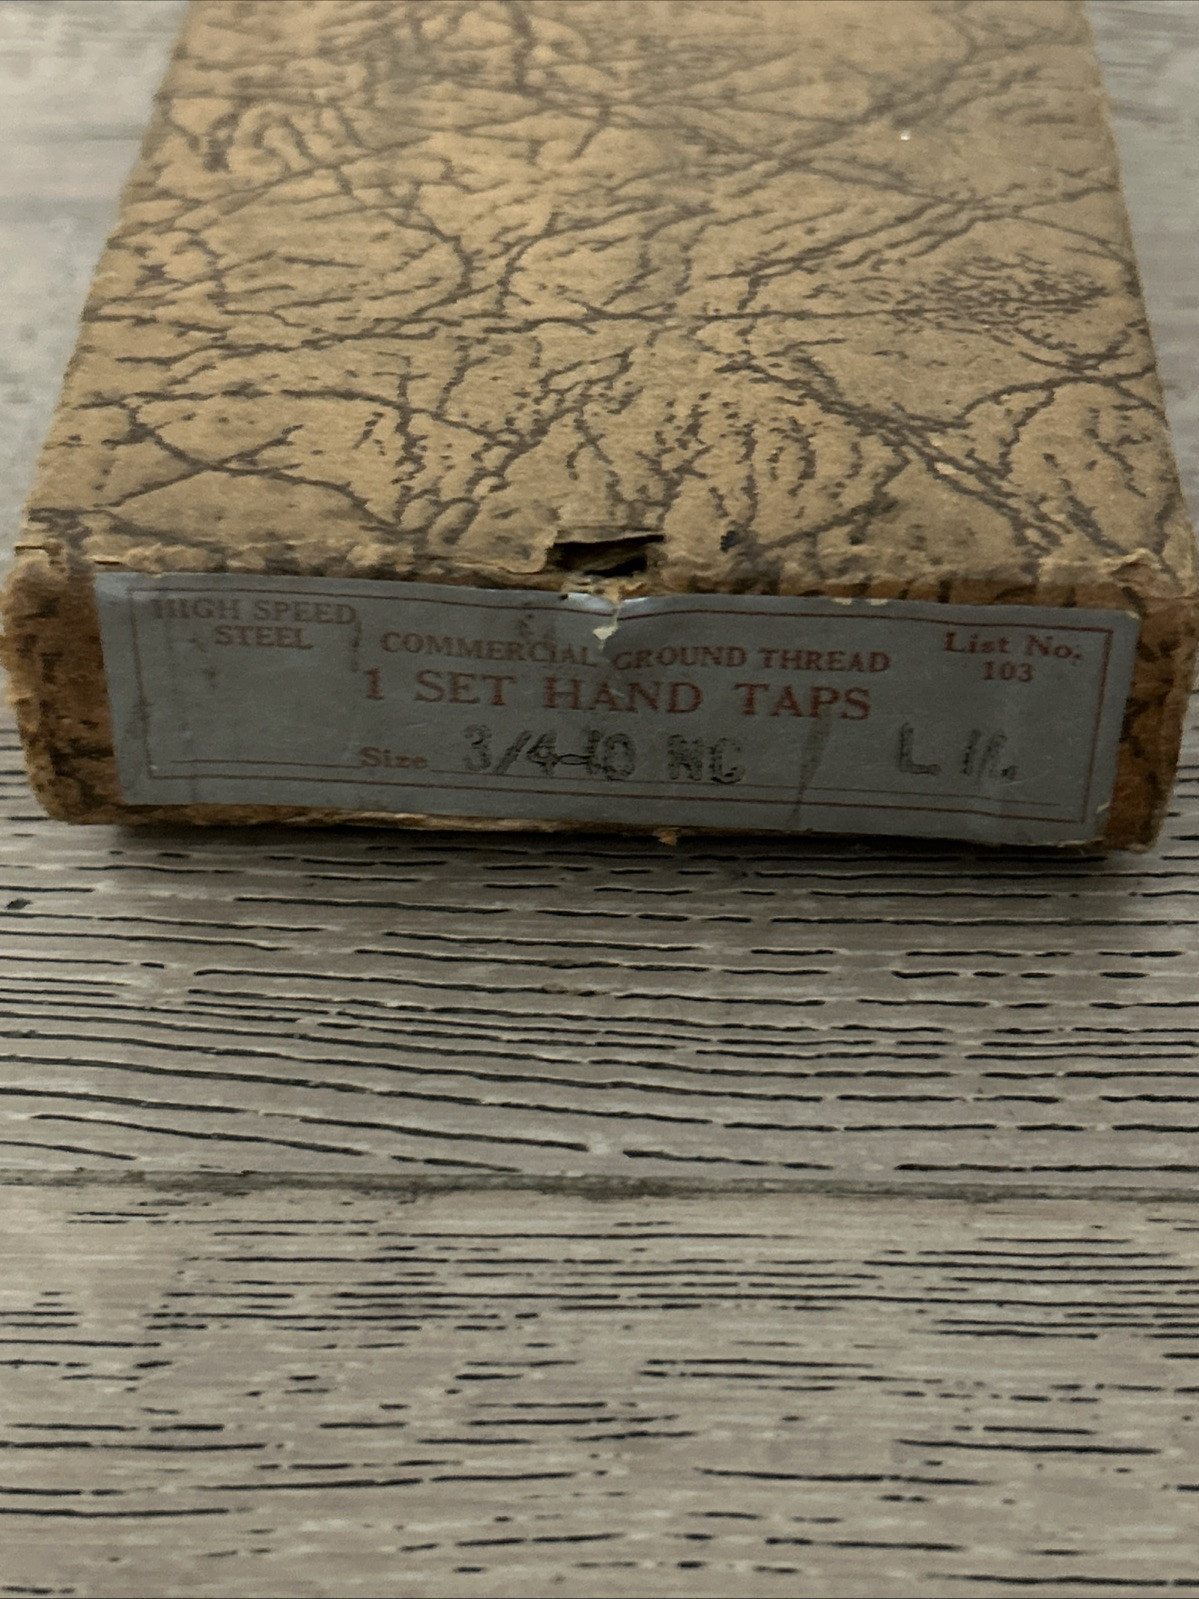 HIGH SPEED
STEEL
COMMERCIAL GROUND THREAD
List No.
103
1 SET HAND TAPS
Size 3/4-10 NC L